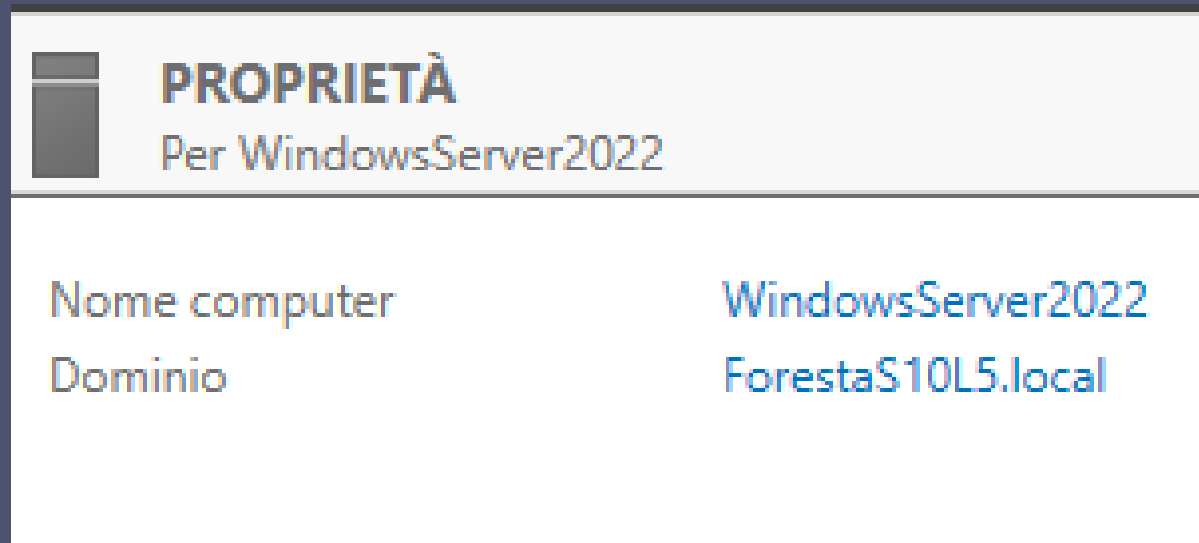 PROPRIETÀ
Per WindowsServer2022
Nome computer WindowsServer2022
Dominio ForestaS10L5.local